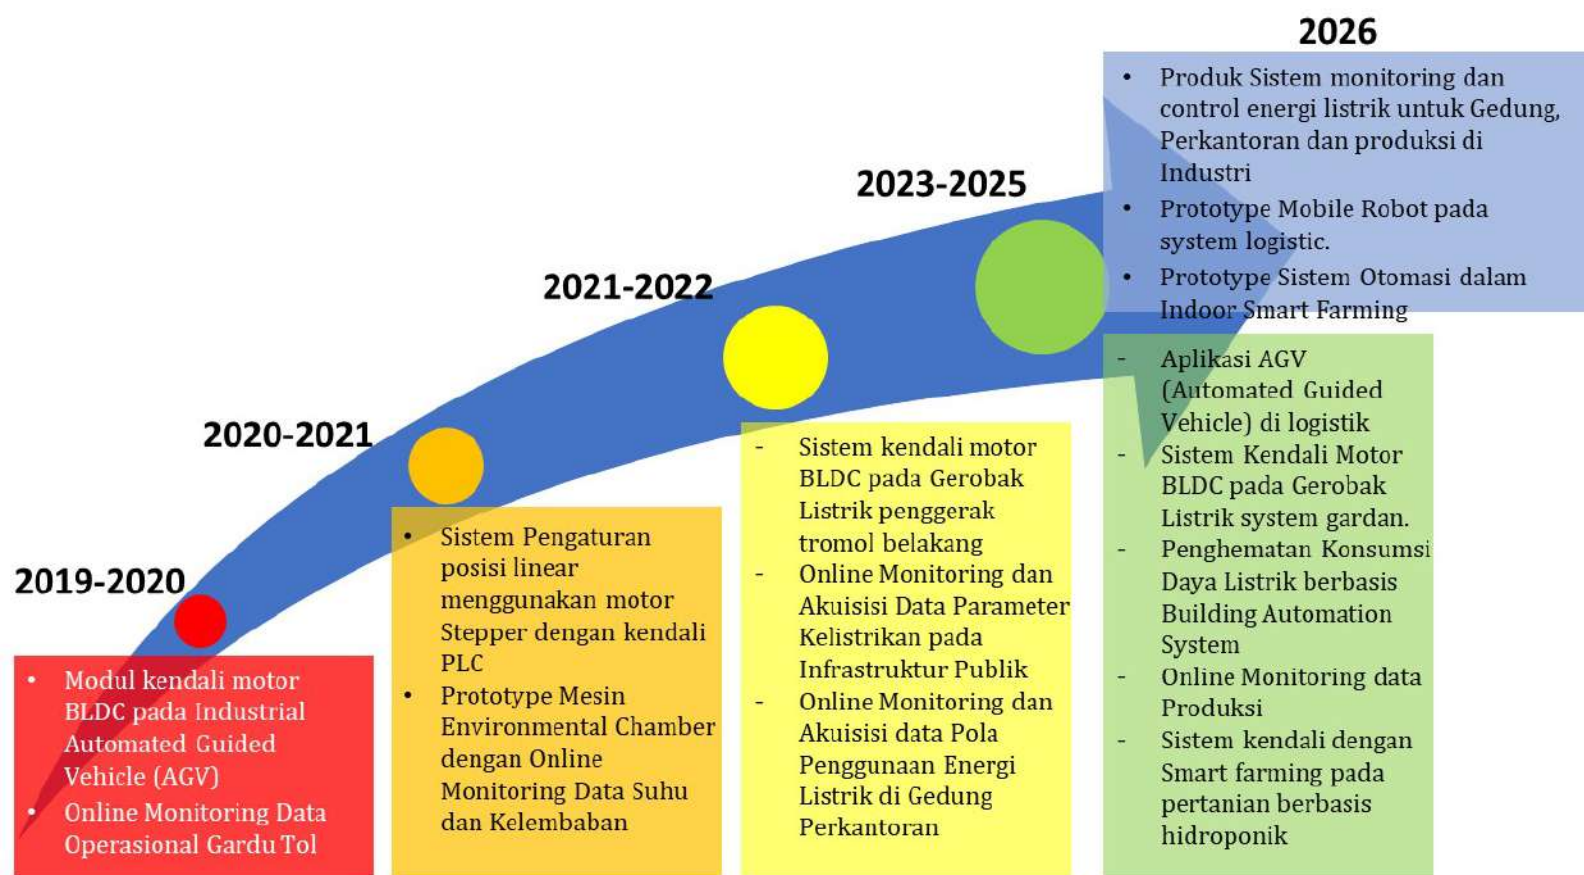 2019-2020
• Modul kendali motor
BLDC pada Industrial
Automated Guided
Vehicle (AGV)
• Online Monitoring Data
Operasional Gardu Tol
2020-2021
• Sistem Pengaturan
posisi linear
menggunakan motor
Stepper dengan kendali
PLC
• Prototype Mesin
Environmental Chamber
dengan Online
Monitoring Data Suhu
dan Kelembaban
2021-2022
- Sistem kendali motor
BLDC pada Gerobak
Listrik penggerak
tromol belakang
- Online Monitoring dan
Akuisisi Data Parameter
Kelistrikan pada
Infrastruktur Publik
- Online Monitoring dan
Akuisisi data Pola
Penggunaan Energi
Listrik di Gedung
Perkantoran
2023-2025
- Aplikasi AGV
(Automated Guided
Vehicle) di logistik
- Sistem Kendali Motor
BLDC pada Gerobak
Listrik system gardan.
- Penghematan Konsumsi
Daya Listrik berbasis
Building Automation
System
- Online Monitoring data
Produksi
- Sistem kendali dengan
Smart farming pada
pertanian berbasis
hidroponik
2026
• Produk Sistem monitoring dan
control energi listrik untuk Gedung,
Perkantoran dan produksi di
Industri
• Prototype Mobile Robot pada
system logistic.
• Prototype Sistem Otomasi dalam
Indoor Smart Farming